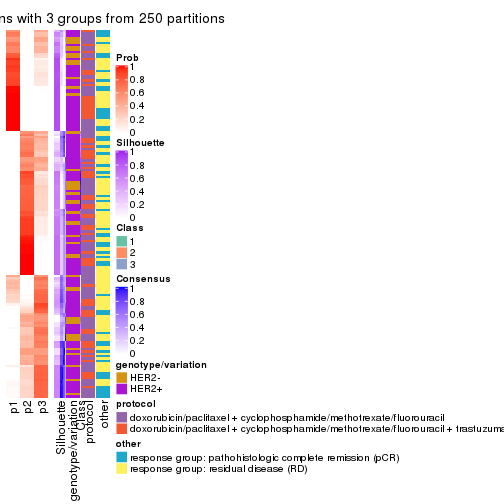 ns with 3 groups from 250 partitions
Prob
1
0.8
0.6
0.4
0.2
0
Silhouette
1
0.8
0.6
0.4
0.2
0
Class
1
2
3
Consensus
1
0.8
0.6
0.4
0.2
0
genotype/variation
HER2-
HER2+
protocol
doxorubicin/paclitaxel + cyclophosphamide/methotrexate/fluorouracil
doxorubicin/paclitaxel + cyclophosphamide/methotrexate/fluorouracil + trastuzuma
other
response group: pathohistologic complete remission (pCR)
response group: residual disease (RD)
p1
p2
p3
Silhouette
genotype/variation
Class
protocol
other